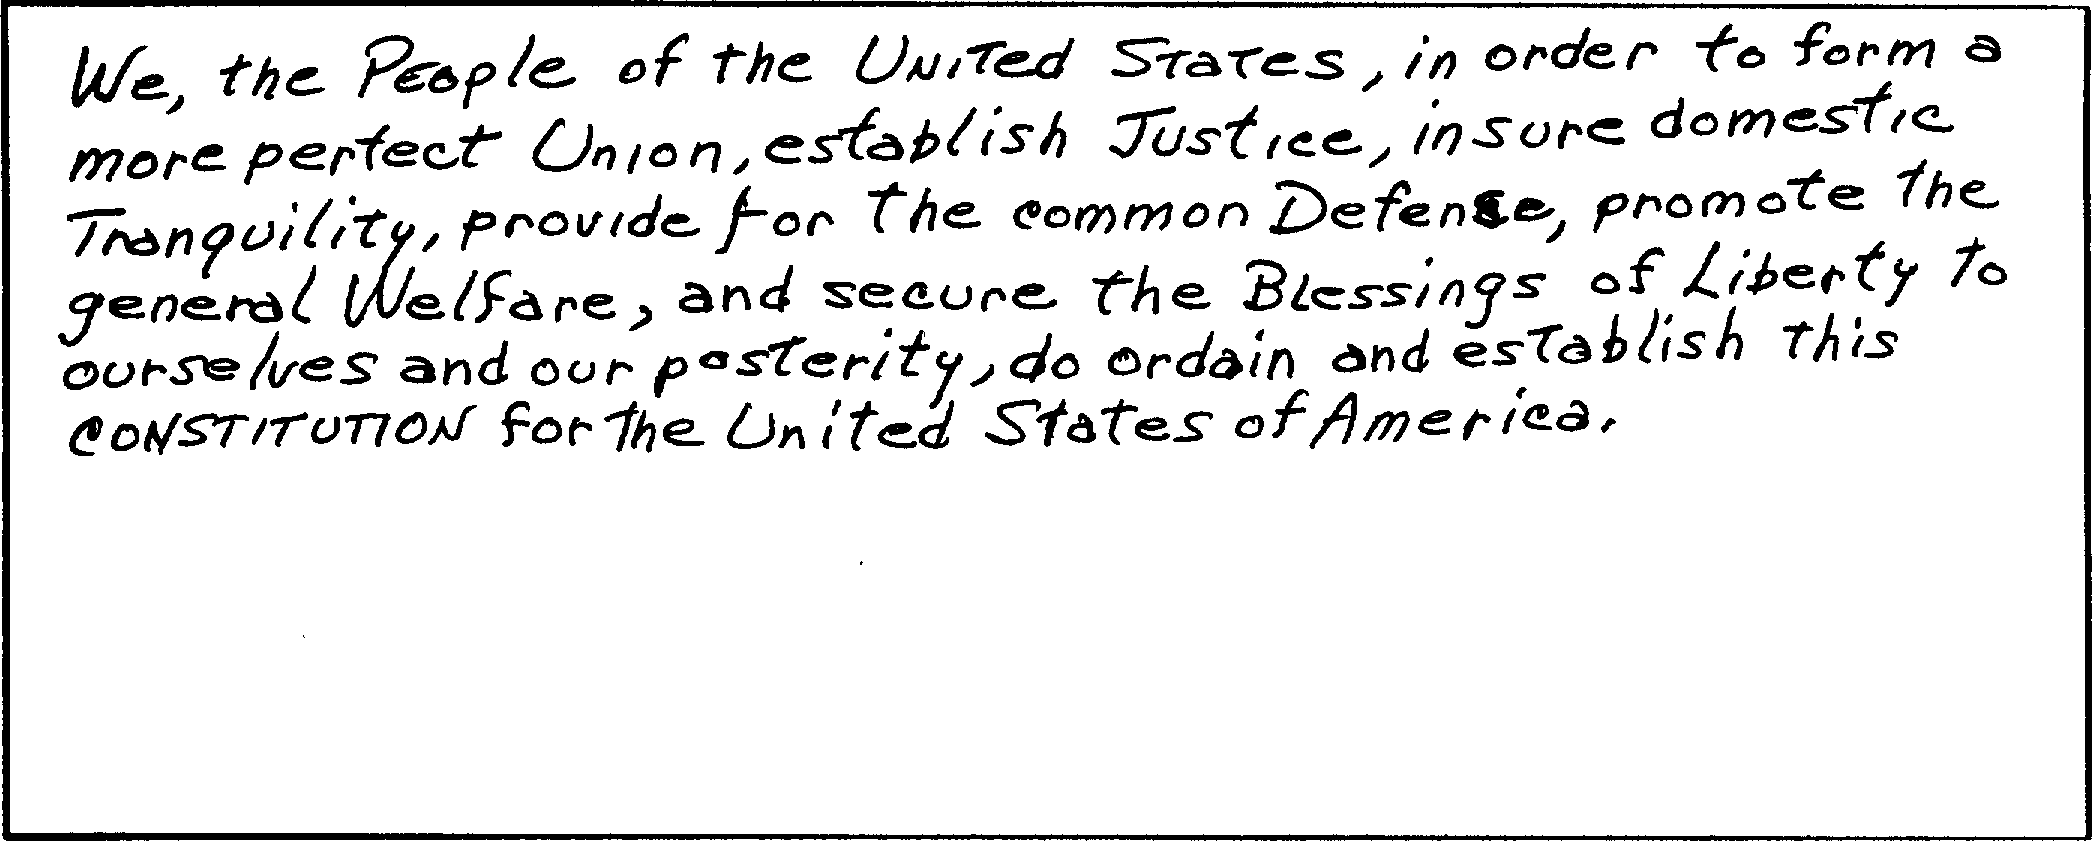 We, the People of the United States, in order to form a
more perfect Union, establish Justice, insure domestic
Tranquility, provide for the common Defense, promote the
general Welfare, and secure the Blessings of Liberty to
ourselves and our posterity, do ordain and establish this
CONSTITUTION for the United States of America.